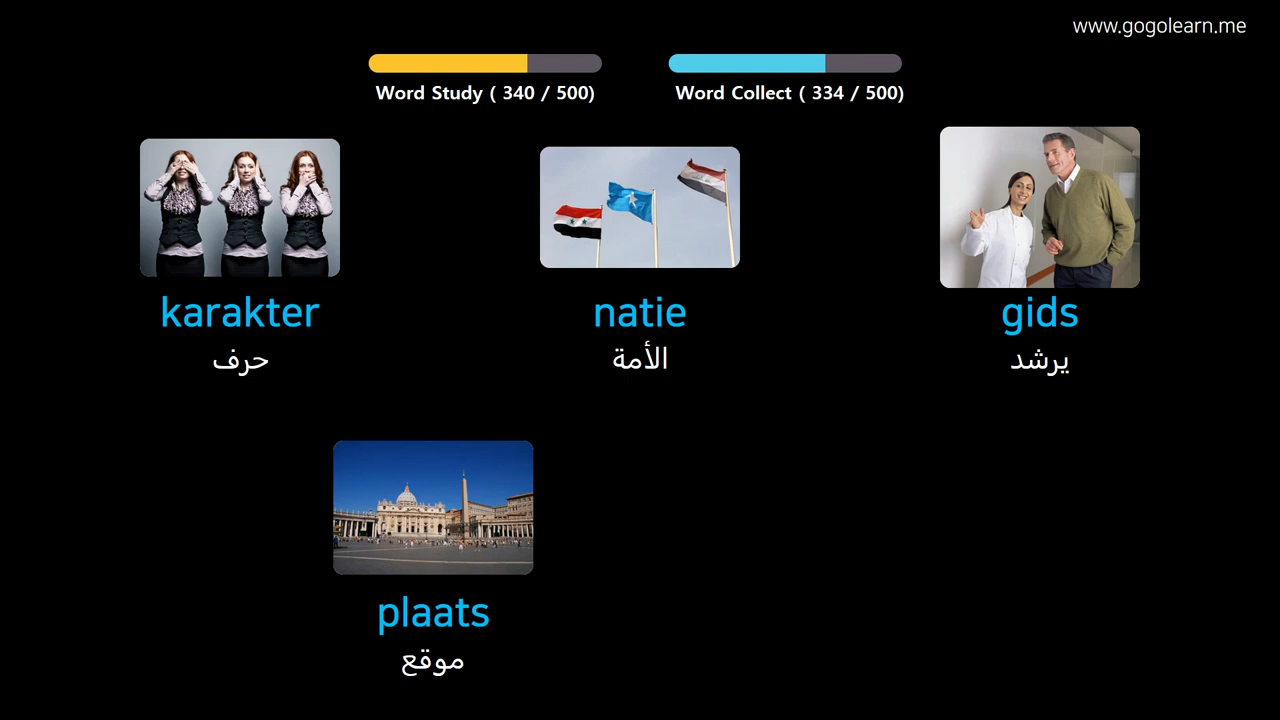 www.gogolearn.me
Word Study ( 340 / 500)
Word Collect ( 334 / 500)
karakter
حرف
natie
الأمة
gids
يرشد
plaats
موقع